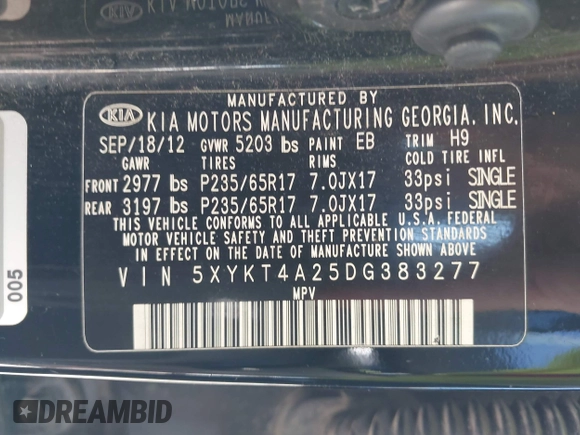 MANUFACTURED BY
KIA KIA MOTORS MANUFACTURING GEORGIA. INC.
SEP/18/12 GVWR 5203 lbs PAINT EB TRIM H9
GAWR TIRES RIMS COLD TIRE INFL
FRONT 2977 lbs P235/65R17 7.0JX17 33psi SINGLE
REAR 3197 lbs P235/65R17 7.0JX17 33psi SINGLE
THIS VEHICLE CONFORMS TO ALL APPLICABLE U.S.A. FEDERAL
MOTOR VEHICLE SAFETY AND THEFT PREVENTION STANDARDS
IN EFFECT ON THE DATE OF MANUFACTURE SHOWN ABOVE.
VIN 5XYKT4A25DG383277
MPV
005
DREAMBID